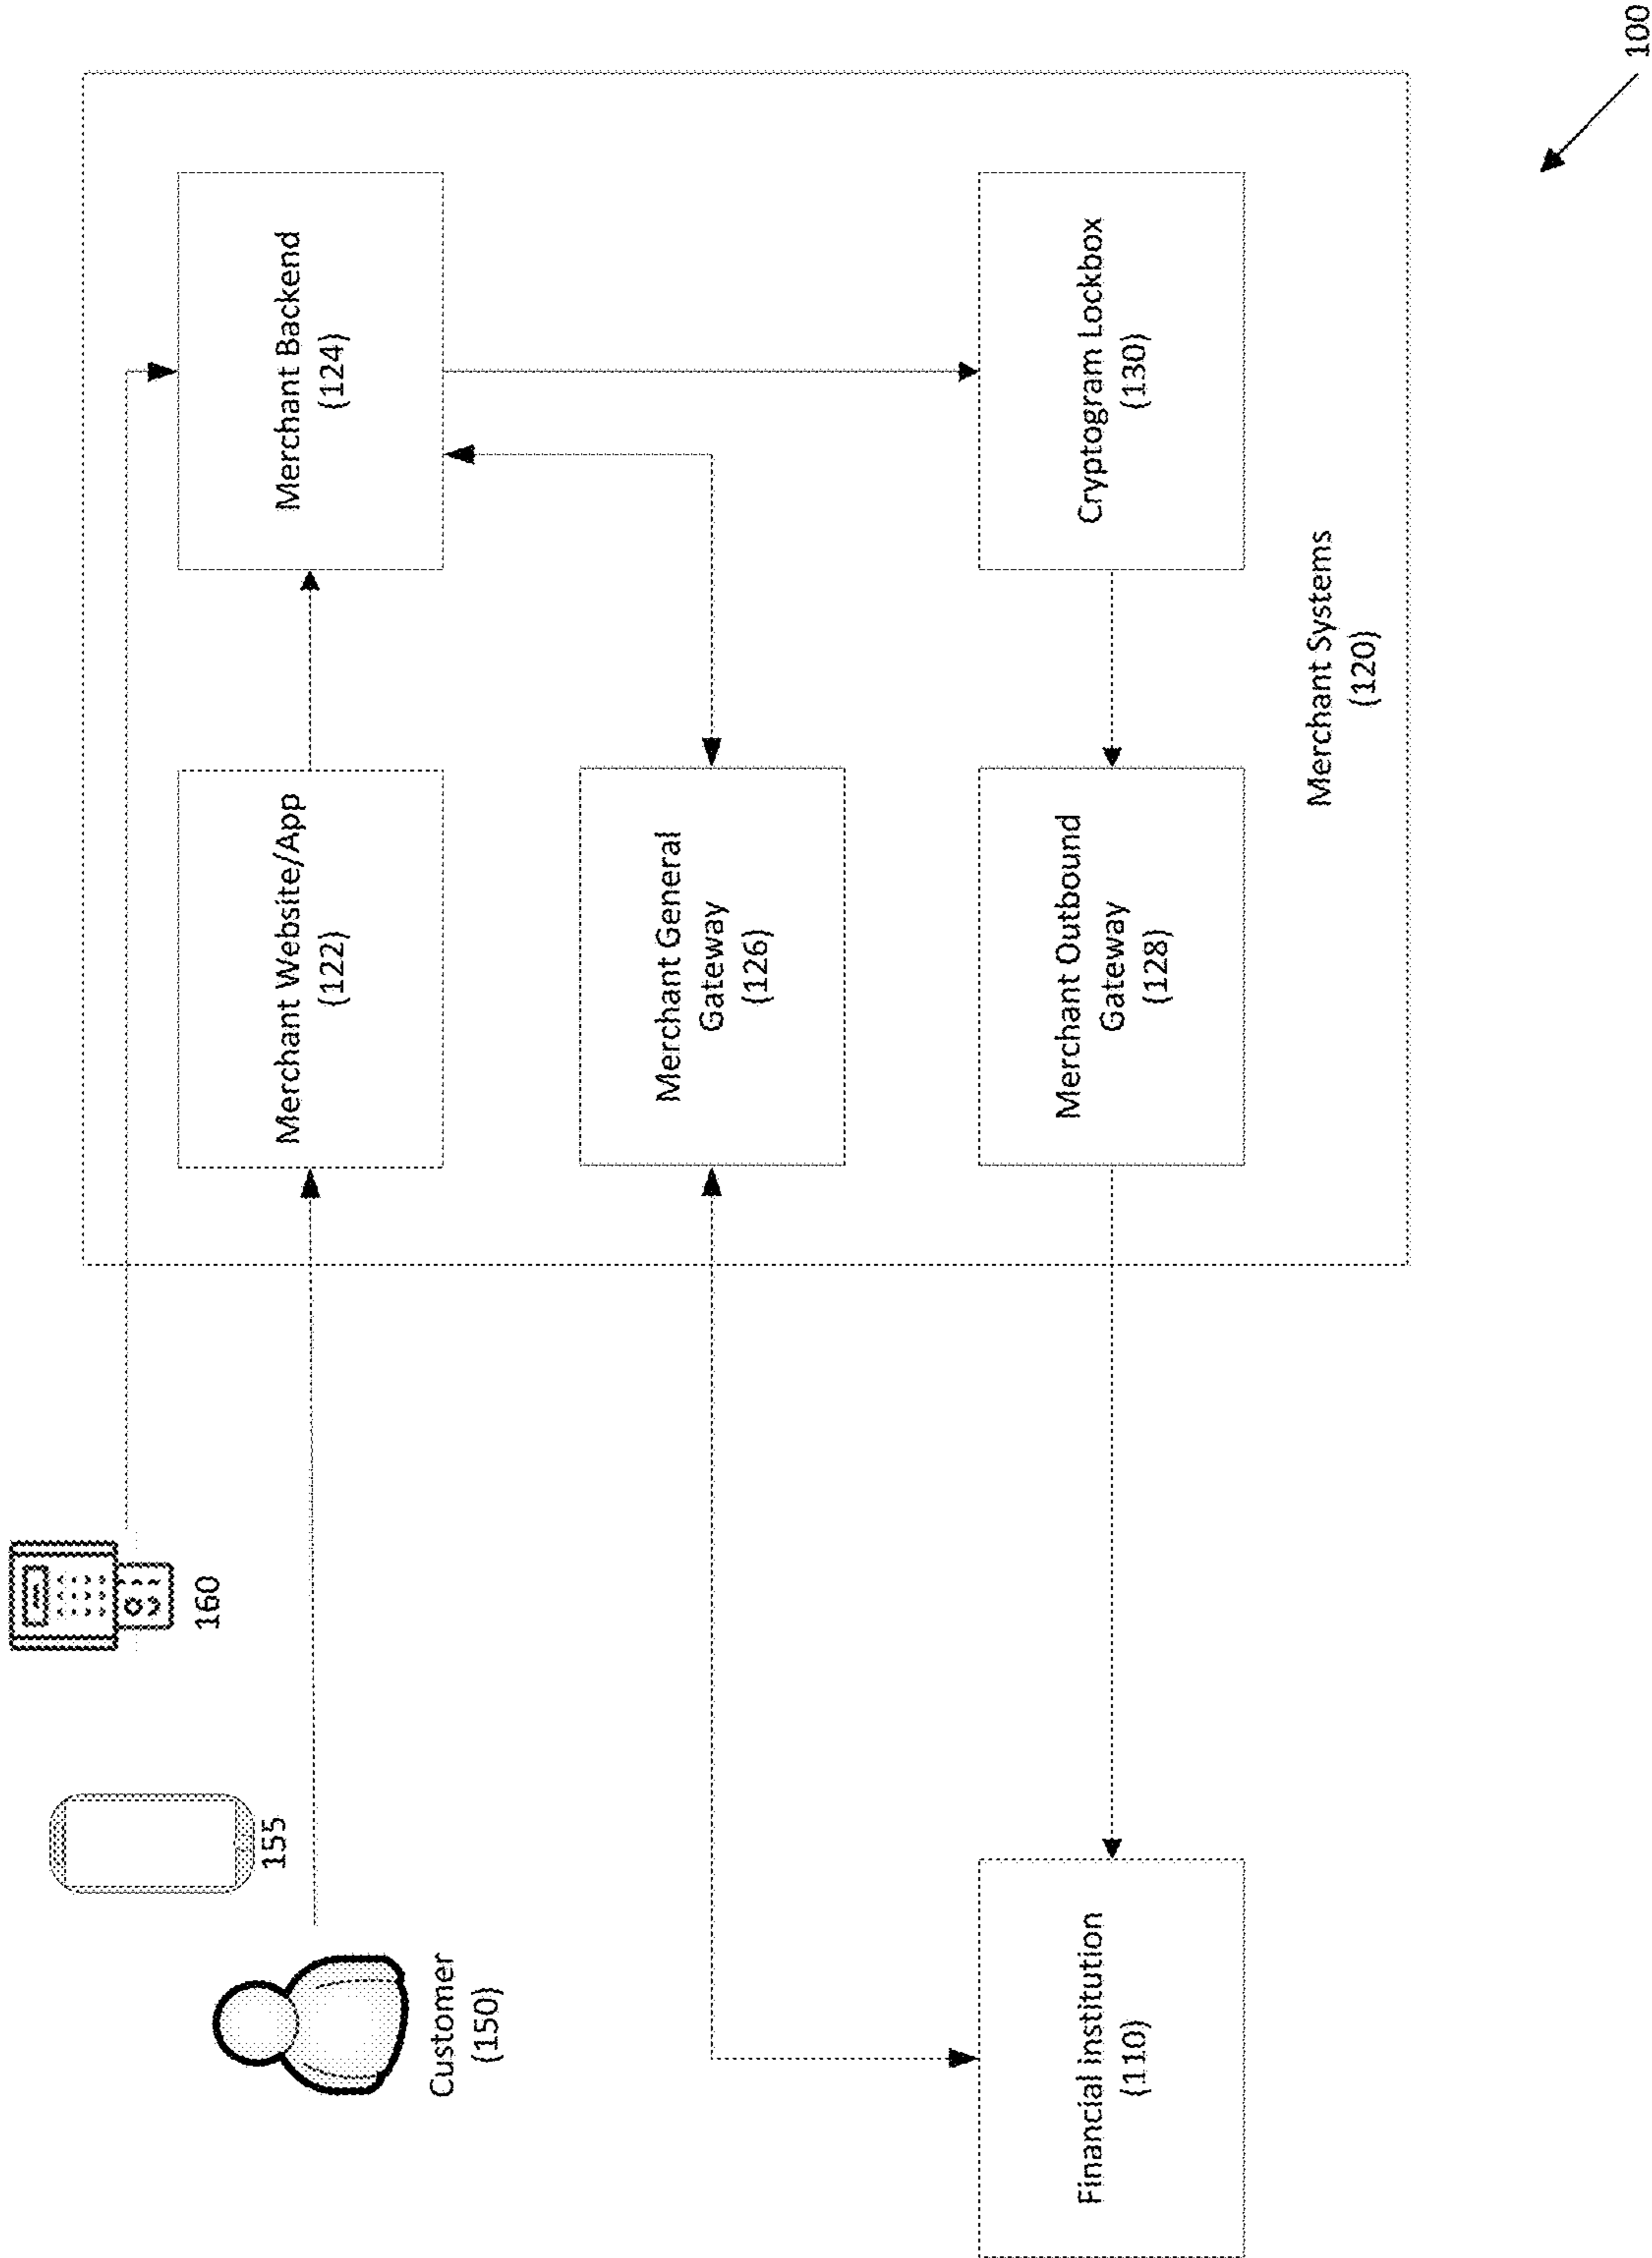 160
155
Customer
(150)
Merchant Website/App
(122)
Merchant Backend
(124)
Merchant General
Gateway
(126)
Financial Institution
(110)
Merchant Outbound
Gateway
(128)
Cryptogram Lockbox
(130)
Merchant Systems
(120)
100